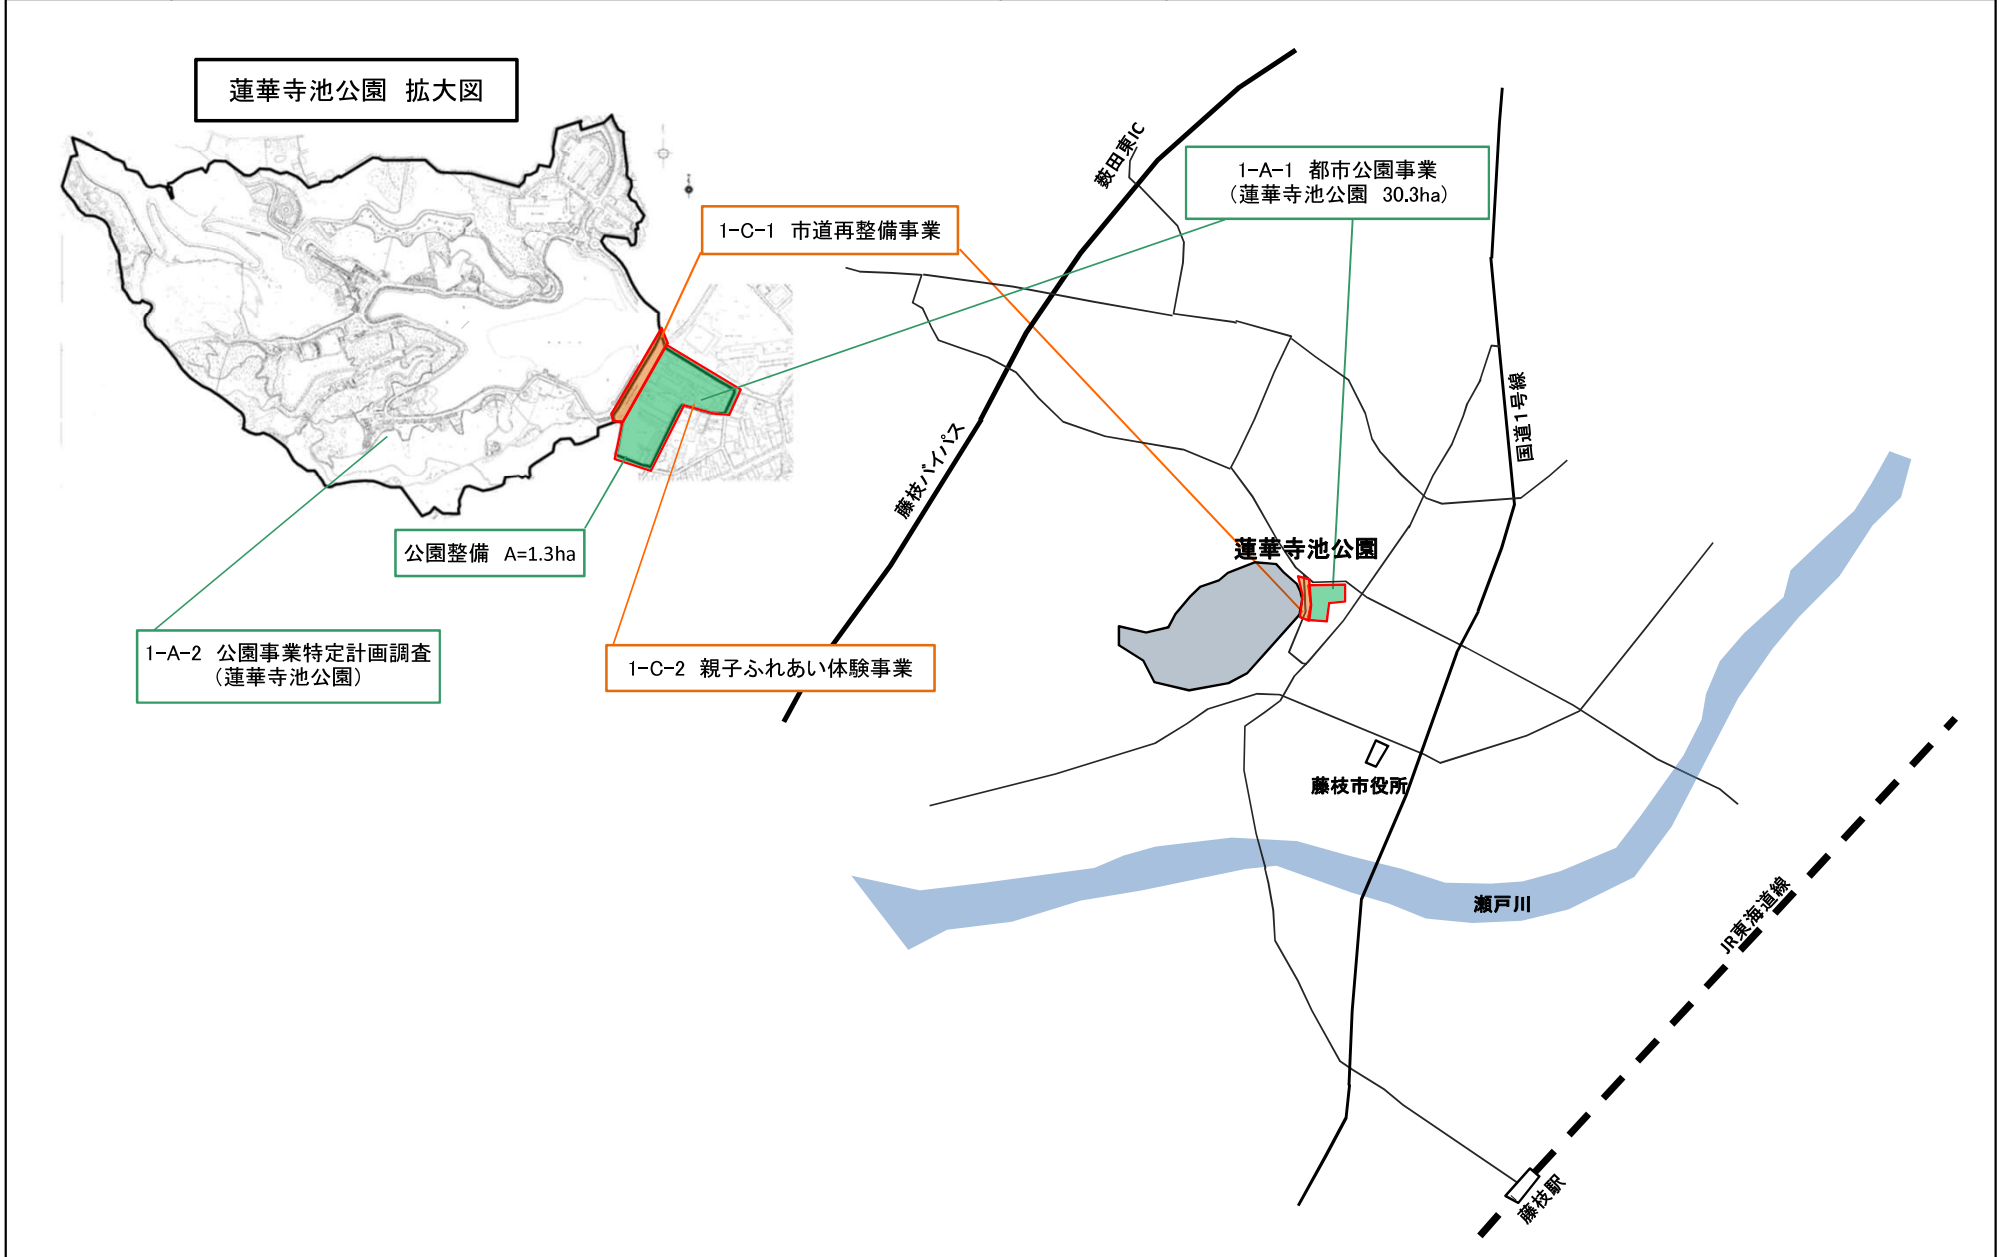 蓮華寺池公園 拡大図
藪田東IC
1-A-1 都市公園事業
(蓮華寺池公園 30.3ha)
1-C-1 市道再整備事業
国道1号線
藤枝バイパス
公園整備 A=1.3ha
蓮華寺池公園
1-A-2 公園事業特定計画調査
(蓮華寺池公園)
1-C-2 親子ふれあい体験事業
藤枝市役所
瀬戸川
JR東海道線
藤枝駅